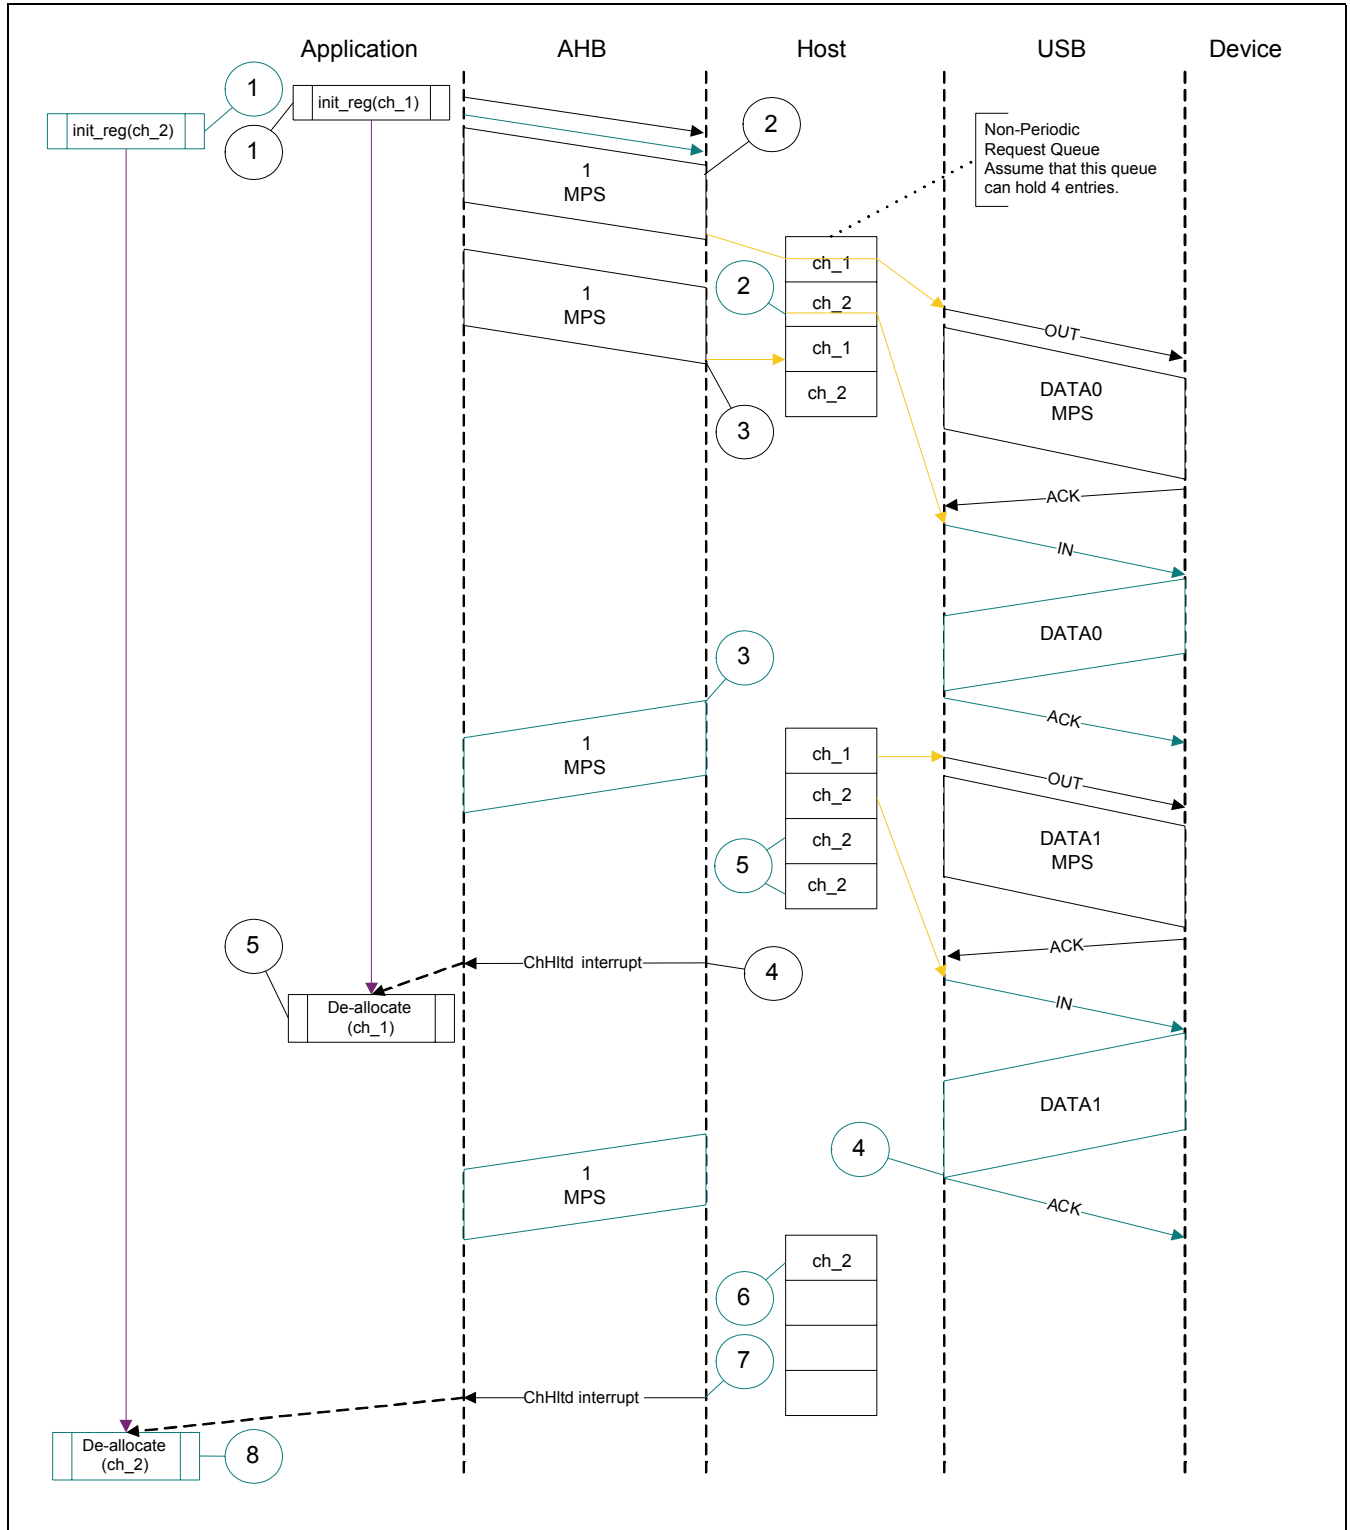 Application
AHB
Host
USB
Device
1
init_reg(ch_1)
init_reg(ch_2)
1
2
Non-Periodic
Request Queue
Assume that this queue
can hold 4 entries.
1
MPS
ch_1
2
ch_2
1
MPS
ch_1
OUT
ch_2
DATA0
MPS
3
ACK
IN
DATA0
3
ACK
1
MPS
ch_1
OUT
ch_2
ch_2
DATA1
MPS
5
ch_2
5
ACK
ChHltd interrupt
4
De-allocate
(ch_1)
IN
DATA1
4
1
MPS
ACK
ch_2
6
7
ChHltd interrupt
De-allocate
(ch_2)
8